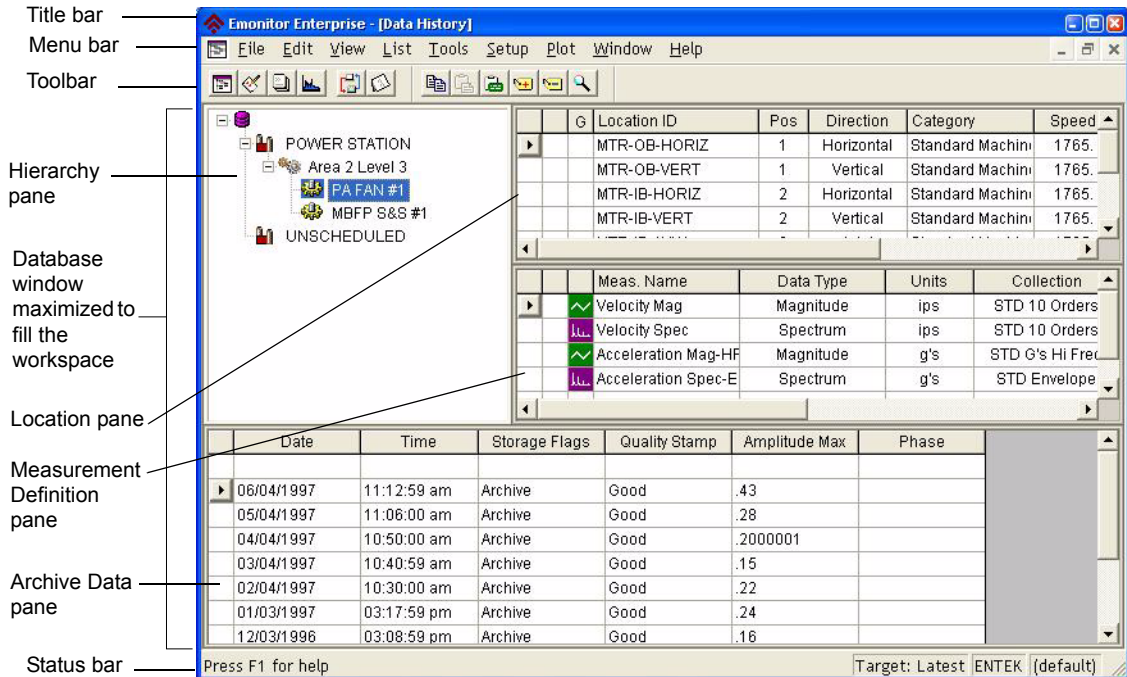 Title bar
Menu bar
Toolbar
Hierarchy
pane
Database
window
maximized to
fill the
workspace
Location pane
Measurement
Definition
pane
Archive Data
pane
Status bar
Emonitor Enterprise - [Data History]
File Edit View List Tools Setup Plot Window Help
POWER STATION
Area 2 Level 3
PA FAN #1
MBFP S&S #1
UNSCHEDULED
G Location ID Pos Direction Category Speed
MTR-OB-HORIZ 1 Horizontal Standard Machin 1765.
MTR-OB-VERT 1 Vertical Standard Machin 1765.
MTR-IB-HORIZ 2 Horizontal Standard Machin 1765.
MTR-IB-VERT 2 Vertical Standard Machin 1765.
Meas. Name Data Type Units Collection
Velocity Mag Magnitude ips STD 10 Orders
Velocity Spec Spectrum ips STD 10 Orders
Acceleration Mag-HF Magnitude g's STD G's Hi Freq
Acceleration Spec-E Spectrum g's STD Envelope
Date Time Storage Flags Quality Stamp Amplitude Max Phase
06/04/1997 11:12:59 am Archive Good .43
05/04/1997 11:06:00 am Archive Good .28
04/04/1997 10:50:00 am Archive Good .2000001
03/04/1997 10:40:59 am Archive Good .15
02/04/1997 10:30:00 am Archive Good .22
01/03/1997 03:17:59 pm Archive Good .24
12/03/1996 03:08:59 pm Archive Good .16
Press F1 for help
Target: Latest ENTEK (default)